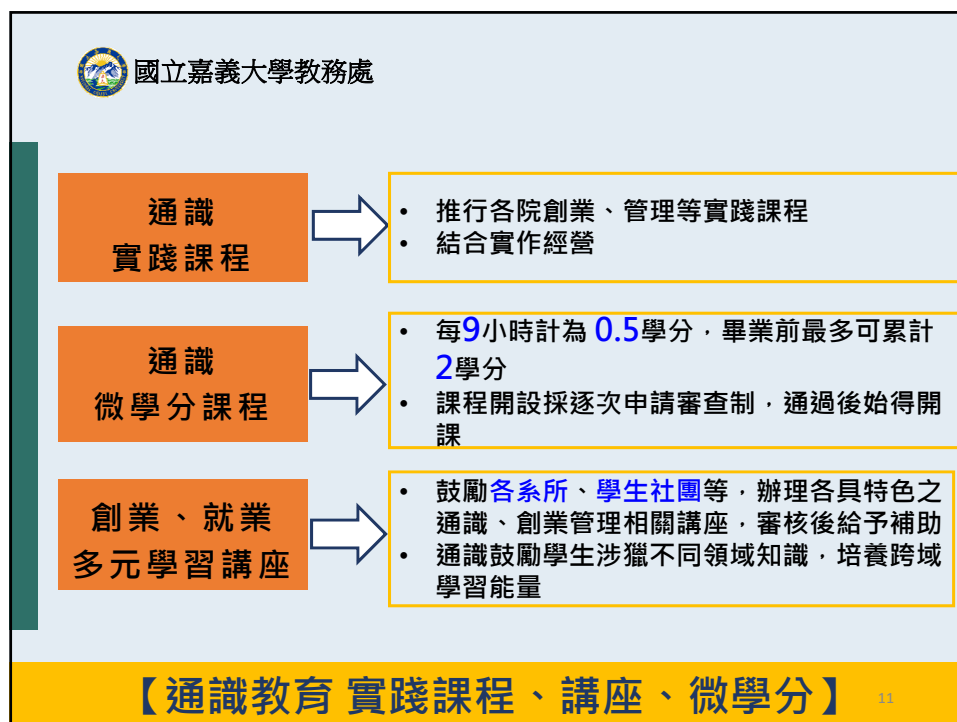 國立嘉義大學教務處
通識
實踐課程
• 推行各院創業、管理等實踐課程
• 結合實作經營
通識
微學分課程
• 每9小時計為 0.5學分，畢業前最多可累計
2學分
• 課程開設採逐次申請審查制，通過後始得開
課
創業、就業
多元學習講座
• 鼓勵各系所、學生社團等，辦理各具特色之
通識、創業管理相關講座，審核後給予補助
• 通識鼓勵學生涉獵不同領域知識，培養跨域
學習能量
【通識教育 實踐課程、講座、微學分】
11